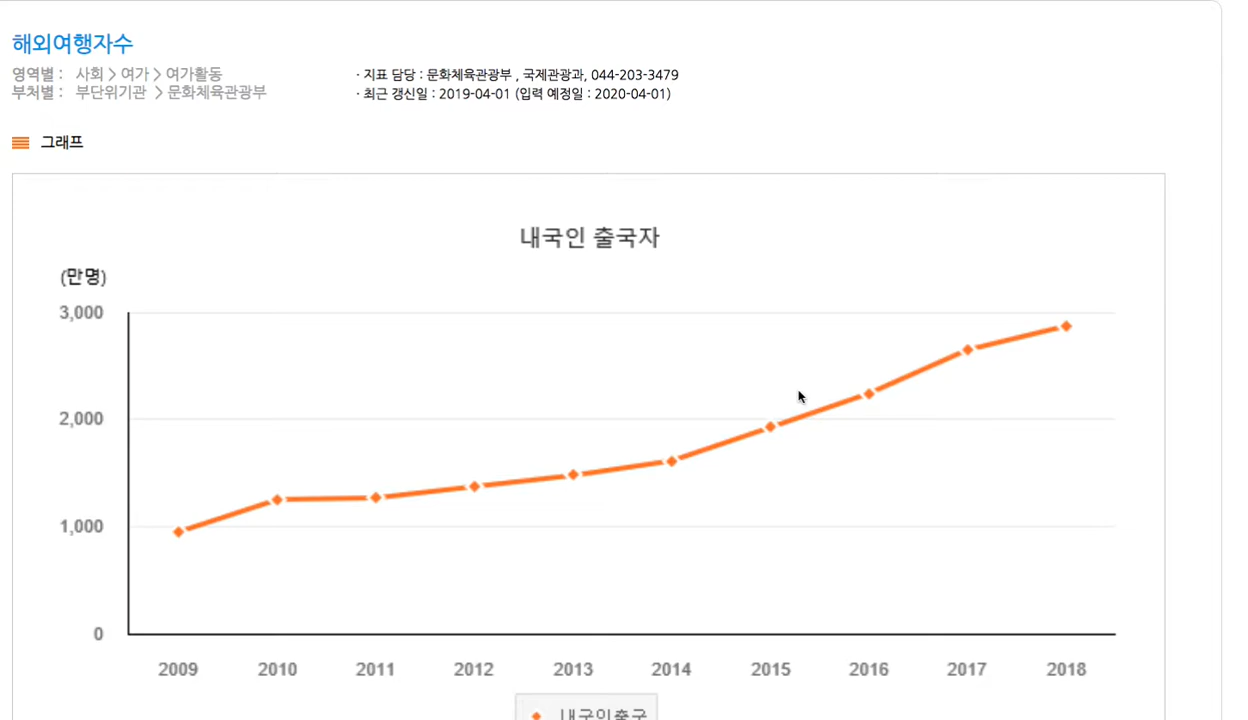 해외여행자수
영역별 : 사회 > 여가 > 여가활동
· 지표 담당 : 문화체육관광부 , 국제관광과, 044-203-3479
부처별 : 부단위기관 > 문화체육관광부
· 최근 갱신일 : 2019-04-01 (입력 예정일 : 2020-04-01)
그래프
내국인 출국자
(만명)
3,000
2,000
1,000
0
2009 2010 2011 2012 2013 2014 2015 2016 2017 2018
내국인출국